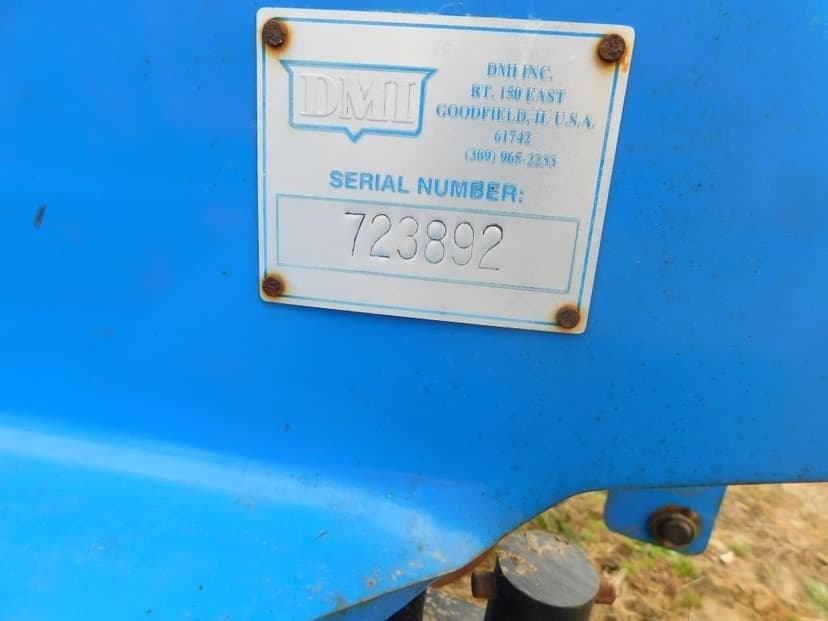 DMI
DMI INC.
RT. 150 EAST
GOODFIELD, IL U.S.A.
61742
(309) 965-2233
SERIAL NUMBER:
723892